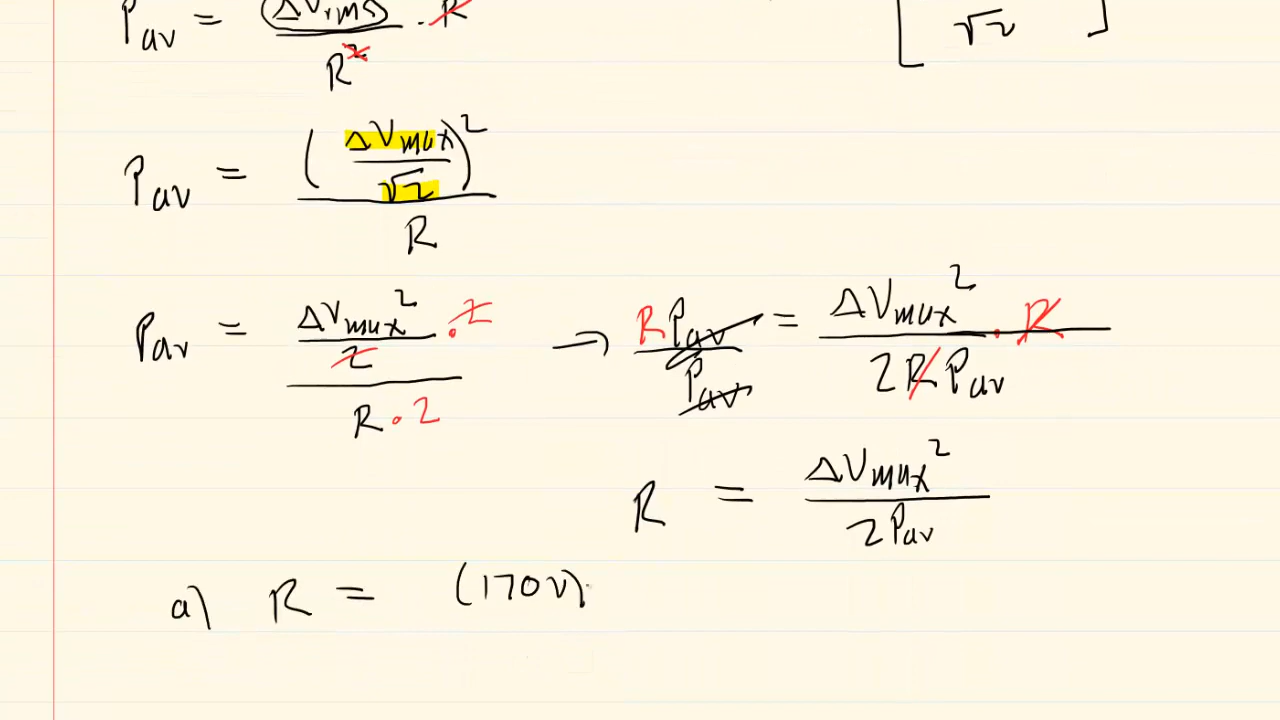 Pav = ΔVrms / R² · R
[ √2 ]
Pav = (ΔVmax / √2)² / R
Pav = (ΔVmax² / 2 · 2) / (R · 2) → R Pav / Pav = ΔVmax² / (2 R Pav) · R
R = ΔVmax² / 2Pav
a) R = (170V)